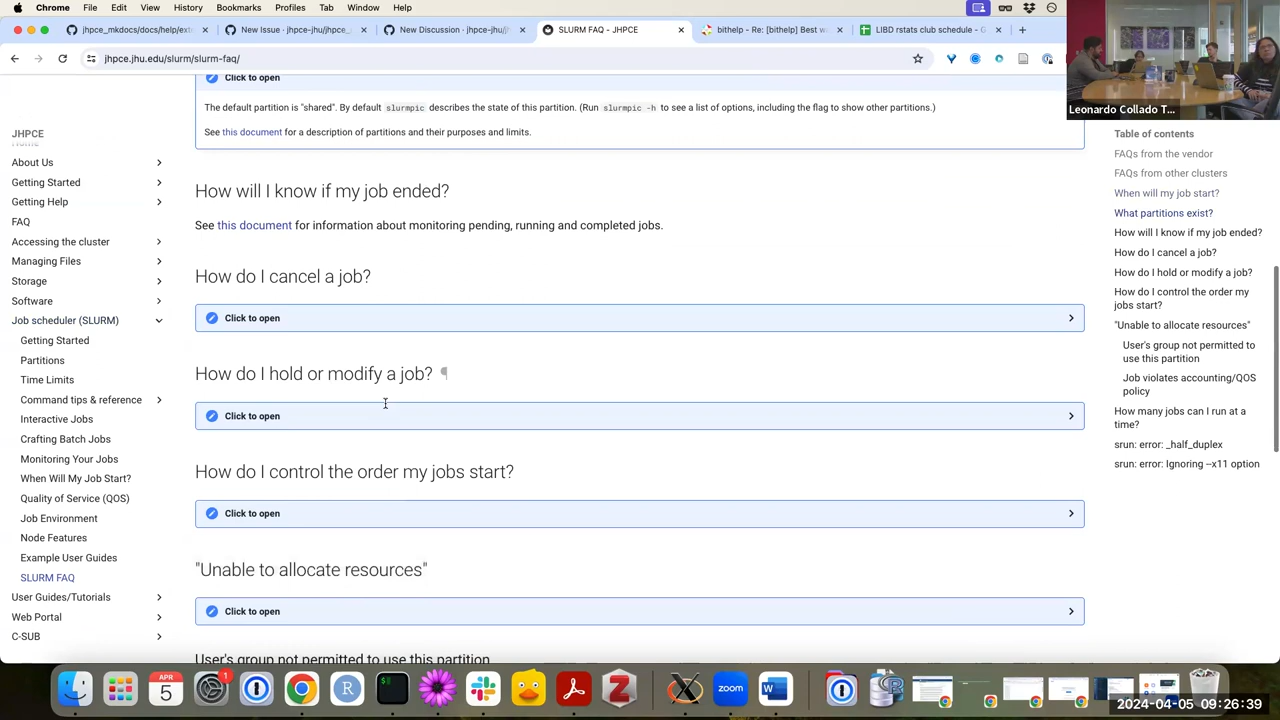 Chrome File Edit View History Bookmarks Profiles Tab Window Help
jhpce_mkdocs/docs/help/ext
New Issue · jhpce-jhu/jhpce_
New Discussion · jhpce-jhu/jh
SLURM FAQ - JHPCE
bithelp - Re: [bithelp] Best w
LIBD rstats club schedule - G
jhpce.jhu.edu/slurm/slurm-faq/
Leonardo Collado T...
JHPCE
Home
About Us
Getting Started
Getting Help
FAQ
Accessing the cluster
Managing Files
Storage
Software
Job scheduler (SLURM)
Getting Started
Partitions
Time Limits
Command tips & reference
Interactive Jobs
Crafting Batch Jobs
Monitoring Your Jobs
When Will My Job Start?
Quality of Service (QOS)
Job Environment
Node Features
Example User Guides
SLURM FAQ
User Guides/Tutorials
Web Portal
C-SUB
Click to open
The default partition is "shared". By default slurmpic describes the state of this partition. (Run slurmpic -h to see a list of options, including the flag to show other partitions.)
See this document for a description of partitions and their purposes and limits.
How will I know if my job ended?
See this document for information about monitoring pending, running and completed jobs.
How do I cancel a job?
Click to open
How do I hold or modify a job? ¶
Click to open
How do I control the order my jobs start?
Click to open
"Unable to allocate resources"
Click to open
User's group not permitted to use this partition
Table of contents
FAQs from the vendor
FAQs from other clusters
When will my job start?
What partitions exist?
How will I know if my job ended?
How do I cancel a job?
How do I hold or modify a job?
How do I control the order my
jobs start?
"Unable to allocate resources"
User's group not permitted to
use this partition
Job violates accounting/QOS
policy
How many jobs can I run at a
time?
srun: error: _half_duplex
srun: error: Ignoring --x11 option
APR
5
1
zoom
2024-04-05 09:26:39